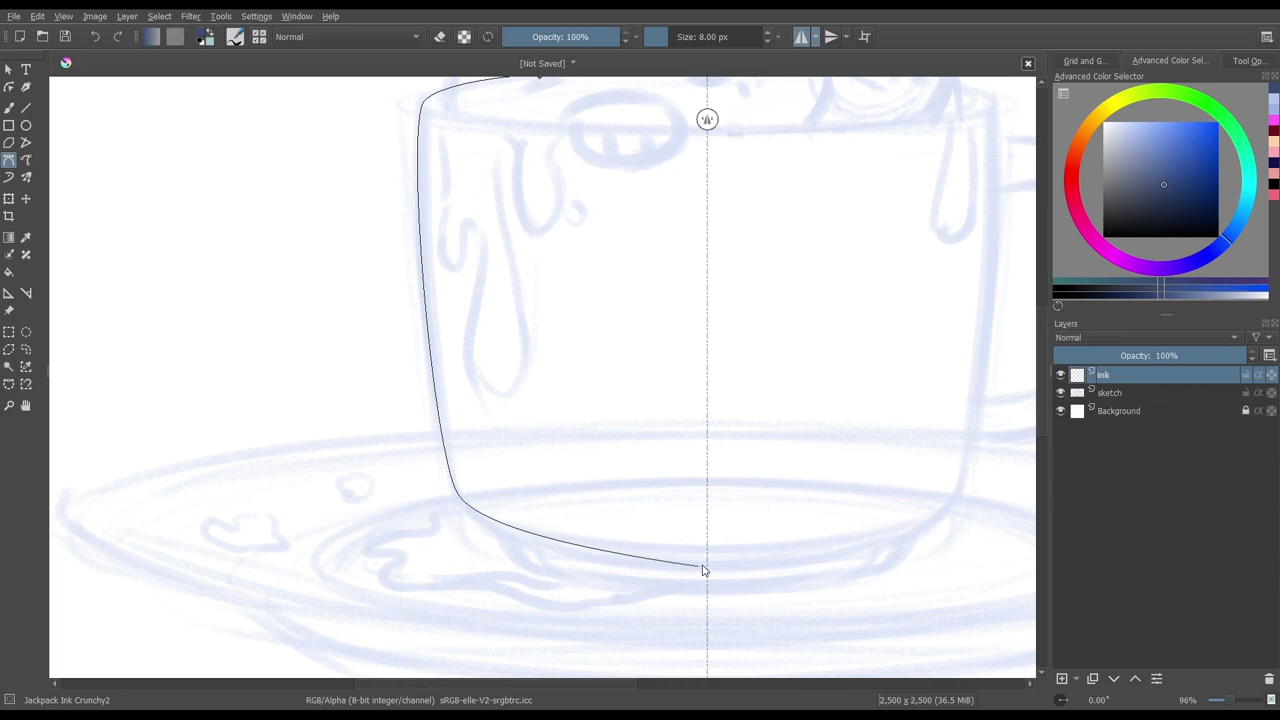 File Edit View Image Layer Select Filter Tools Settings Window Help
Normal Opacity: 100% Size: 8.00 px
[Not Saved] *
Grid and G... Advanced Color Sel... Tool Op...
Advanced Color Selector
Layers
Normal
Opacity: 100%
ink
sketch
Background
Jackpack Ink Crunchy2 RGB/Alpha (8-bit integer/channel) sRGB-elle-V2-srgbtrc.icc 2,500 x 2,500 (36.5 MiB) 0.00° 96%